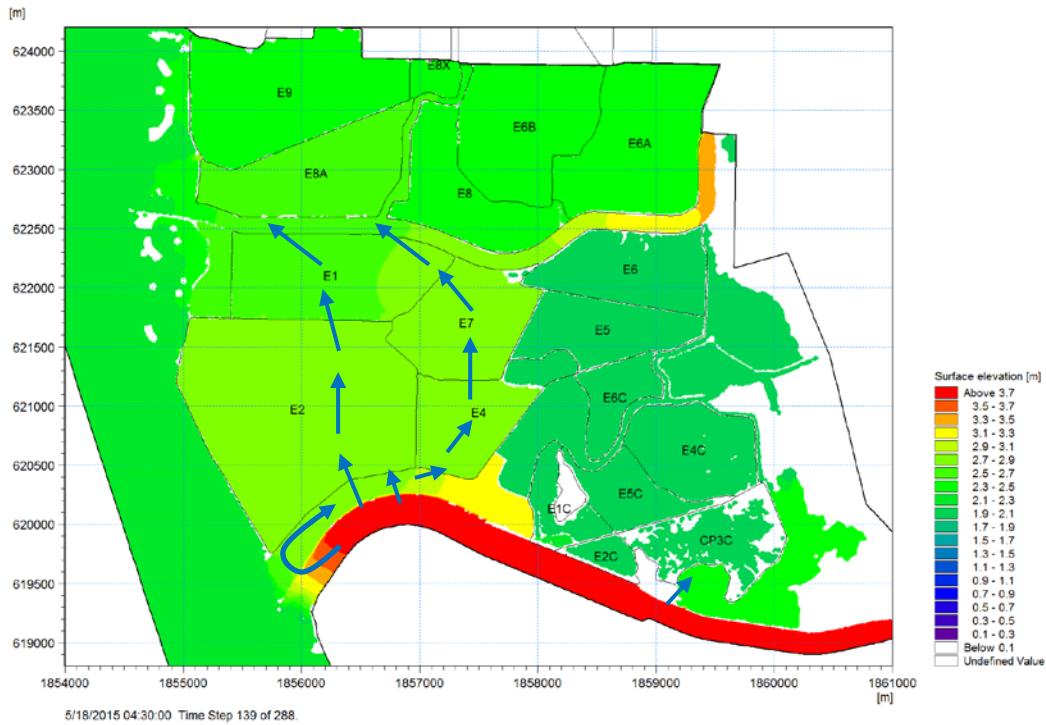 [m]
624000
623500
623000
622500
622000
621500
621000
620500
620000
619500
619000
E8X
E9
E6B
E6A
E8A
E8
E6
E1
E7
E5
E6C
E2
E4
E4C
E5C
E1C
CP3C
E2C
Surface elevation [m]
Above 3.7
3.5 - 3.7
3.3 - 3.5
3.1 - 3.3
2.9 - 3.1
2.7 - 2.9
2.5 - 2.7
2.3 - 2.5
2.1 - 2.3
1.9 - 2.1
1.7 - 1.9
1.5 - 1.7
1.3 - 1.5
1.1 - 1.3
0.9 - 1.1
0.7 - 0.9
0.5 - 0.7
0.3 - 0.5
0.1 - 0.3
Below 0.1
Undefined Value
1854000 1855000 1856000 1857000 1858000 1859000 1860000 1861000
[m]
5/18/2015 04:30:00 Time Step 139 of 288.